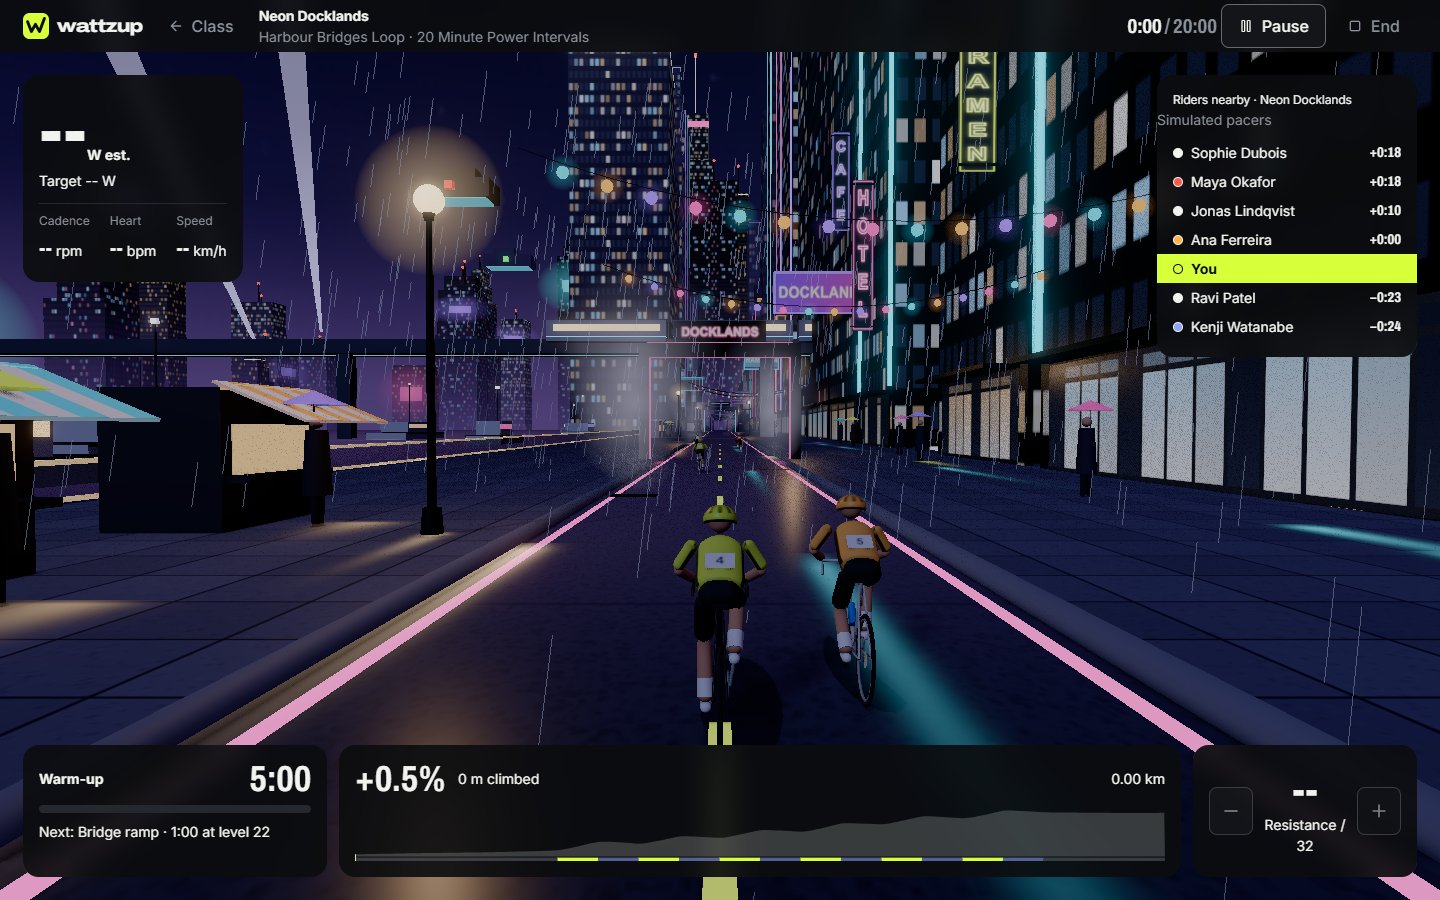 wattzup
← Class
Neon Docklands
Harbour Bridges Loop · 20 Minute Power Intervals
0:00 / 20:00
Pause
End
--
W est.
Target -- W
Cadence Heart Speed
-- rpm -- bpm -- km/h
Riders nearby · Neon Docklands
Simulated pacers
Sophie Dubois +0:18
Maya Okafor +0:18
Jonas Lindqvist +0:10
Ana Ferreira +0:00
You
Ravi Patel −0:23
Kenji Watanabe −0:24
RAMEN
CAFE
HOTEL
DOCKLAN
DOCKLANDS
4
5
Warm-up 5:00
Next: Bridge ramp · 1:00 at level 22
+0.5% 0 m climbed 0.00 km
−
--
+
Resistance /
32